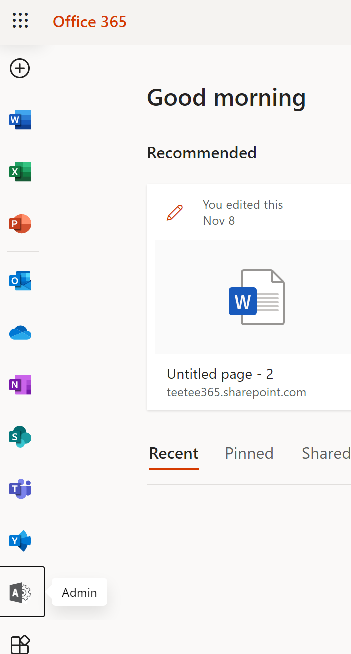 Office 365
Good morning
Recommended
You edited this
Nov 8
W
X
P
O
N
S
T
Y
W
Untitled page - 2
teetee365.sharepoint.com
Recent Pinned Shared
A
Admin